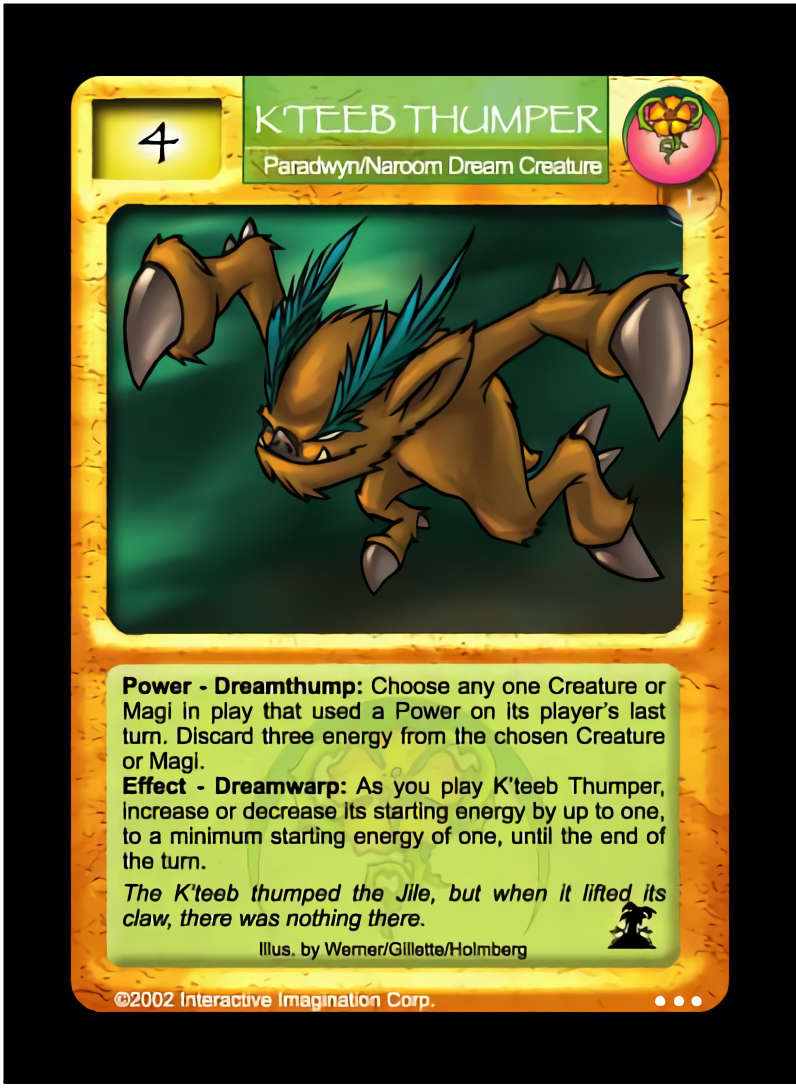 4
K'TEEB THUMPER
Paradwyn/Naroom Dream Creature
Power - Dreamthump: Choose any one Creature or
Magi in play that used a Power on its player's last
turn. Discard three energy from the chosen Creature
or Magi.
Effect - Dreamwarp: As you play K'teeb Thumper,
increase or decrease its starting energy by up to one,
to a minimum starting energy of one, until the end of
the turn.
The K'teeb thumped the Jile, but when it lifted its
claw, there was nothing there.
Illus. by Werner/Gillette/Holmberg
©2002 Interactive Imagination Corp.